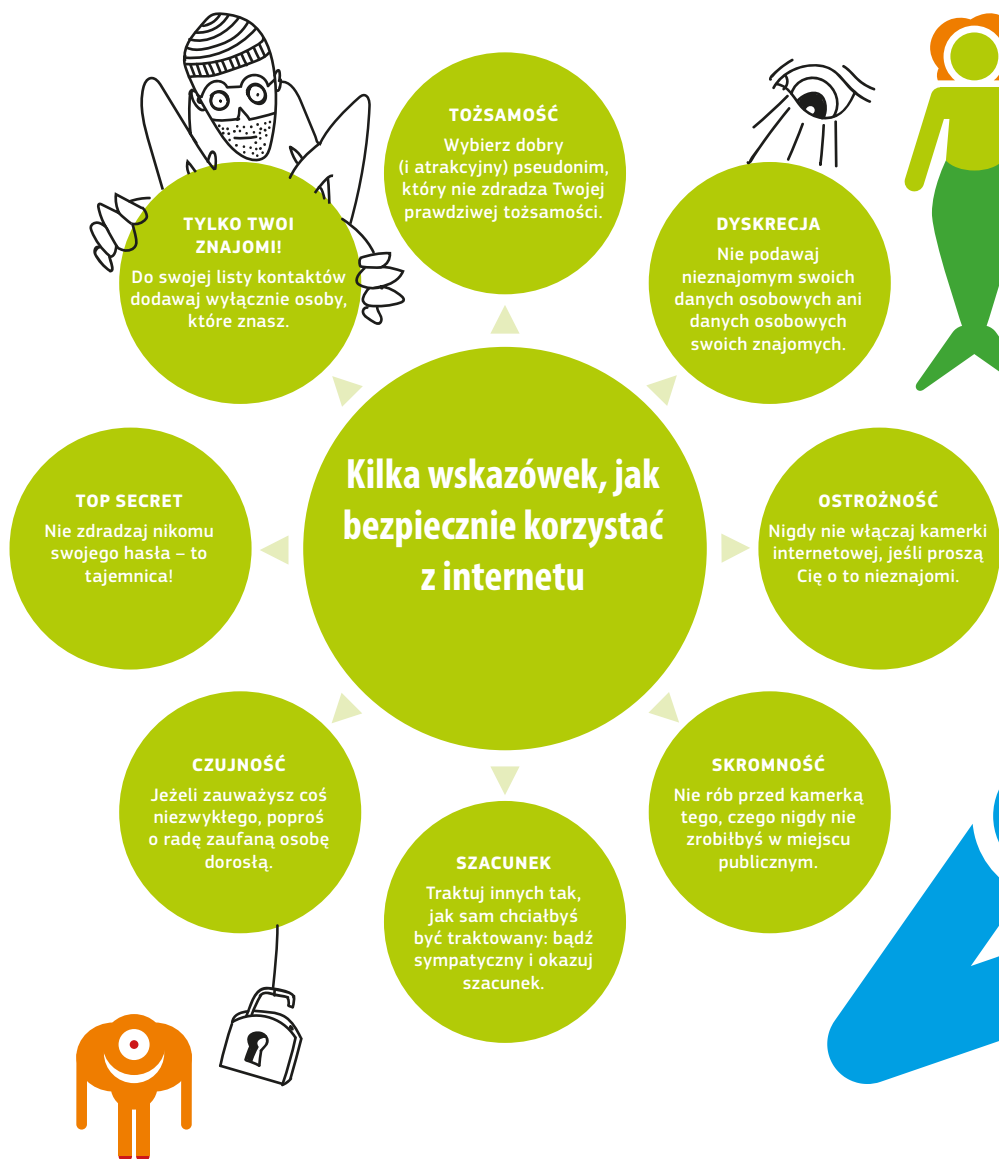 Kilka wskazówek, jak
bezpiecznie korzystać
z internetu
TOŻSAMOŚĆ
Wybierz dobry
(i atrakcyjny) pseudonim,
który nie zdradza Twojej
prawdziwej tożsamości.
DYSKRECJA
Nie podawaj
nieznajomym swoich
danych osobowych ani
danych osobowych
swoich znajomych.
OSTROŻNOŚĆ
Nigdy nie włączaj kamerki
internetowej, jeśli proszą
Cię o to nieznajomi.
SKROMNOŚĆ
Nie rób przed kamerką
tego, czego nigdy nie
zrobiłbyś w miejscu
publicznym.
SZACUNEK
Traktuj innych tak,
jak sam chciałbyś
być traktowany: bądź
sympatyczny i okazuj
szacunek.
CZUJNOŚĆ
Jeżeli zauważysz coś
niezwykłego, poproś
o radę zaufaną osobę
dorosłą.
TOP SECRET
Nie zdradzaj nikomu
swojego hasła – to
tajemnica!
TYLKO TWOI
ZNAJOMI!
Do swojej listy kontaktów
dodawaj wyłącznie osoby,
które znasz.